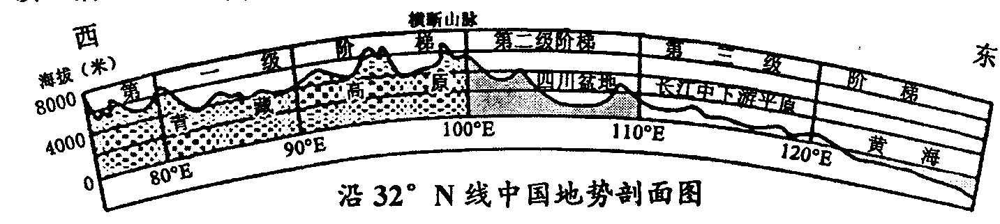 横断山脉
西
第一级阶梯
第二级阶梯
第三级阶梯
东
海拔（米）
8000
4000
0
青藏高原
四川盆地
长江中下游平原
黄海
80°E
90°E
100°E
110°E
120°E
沿32°N线中国地势剖面图